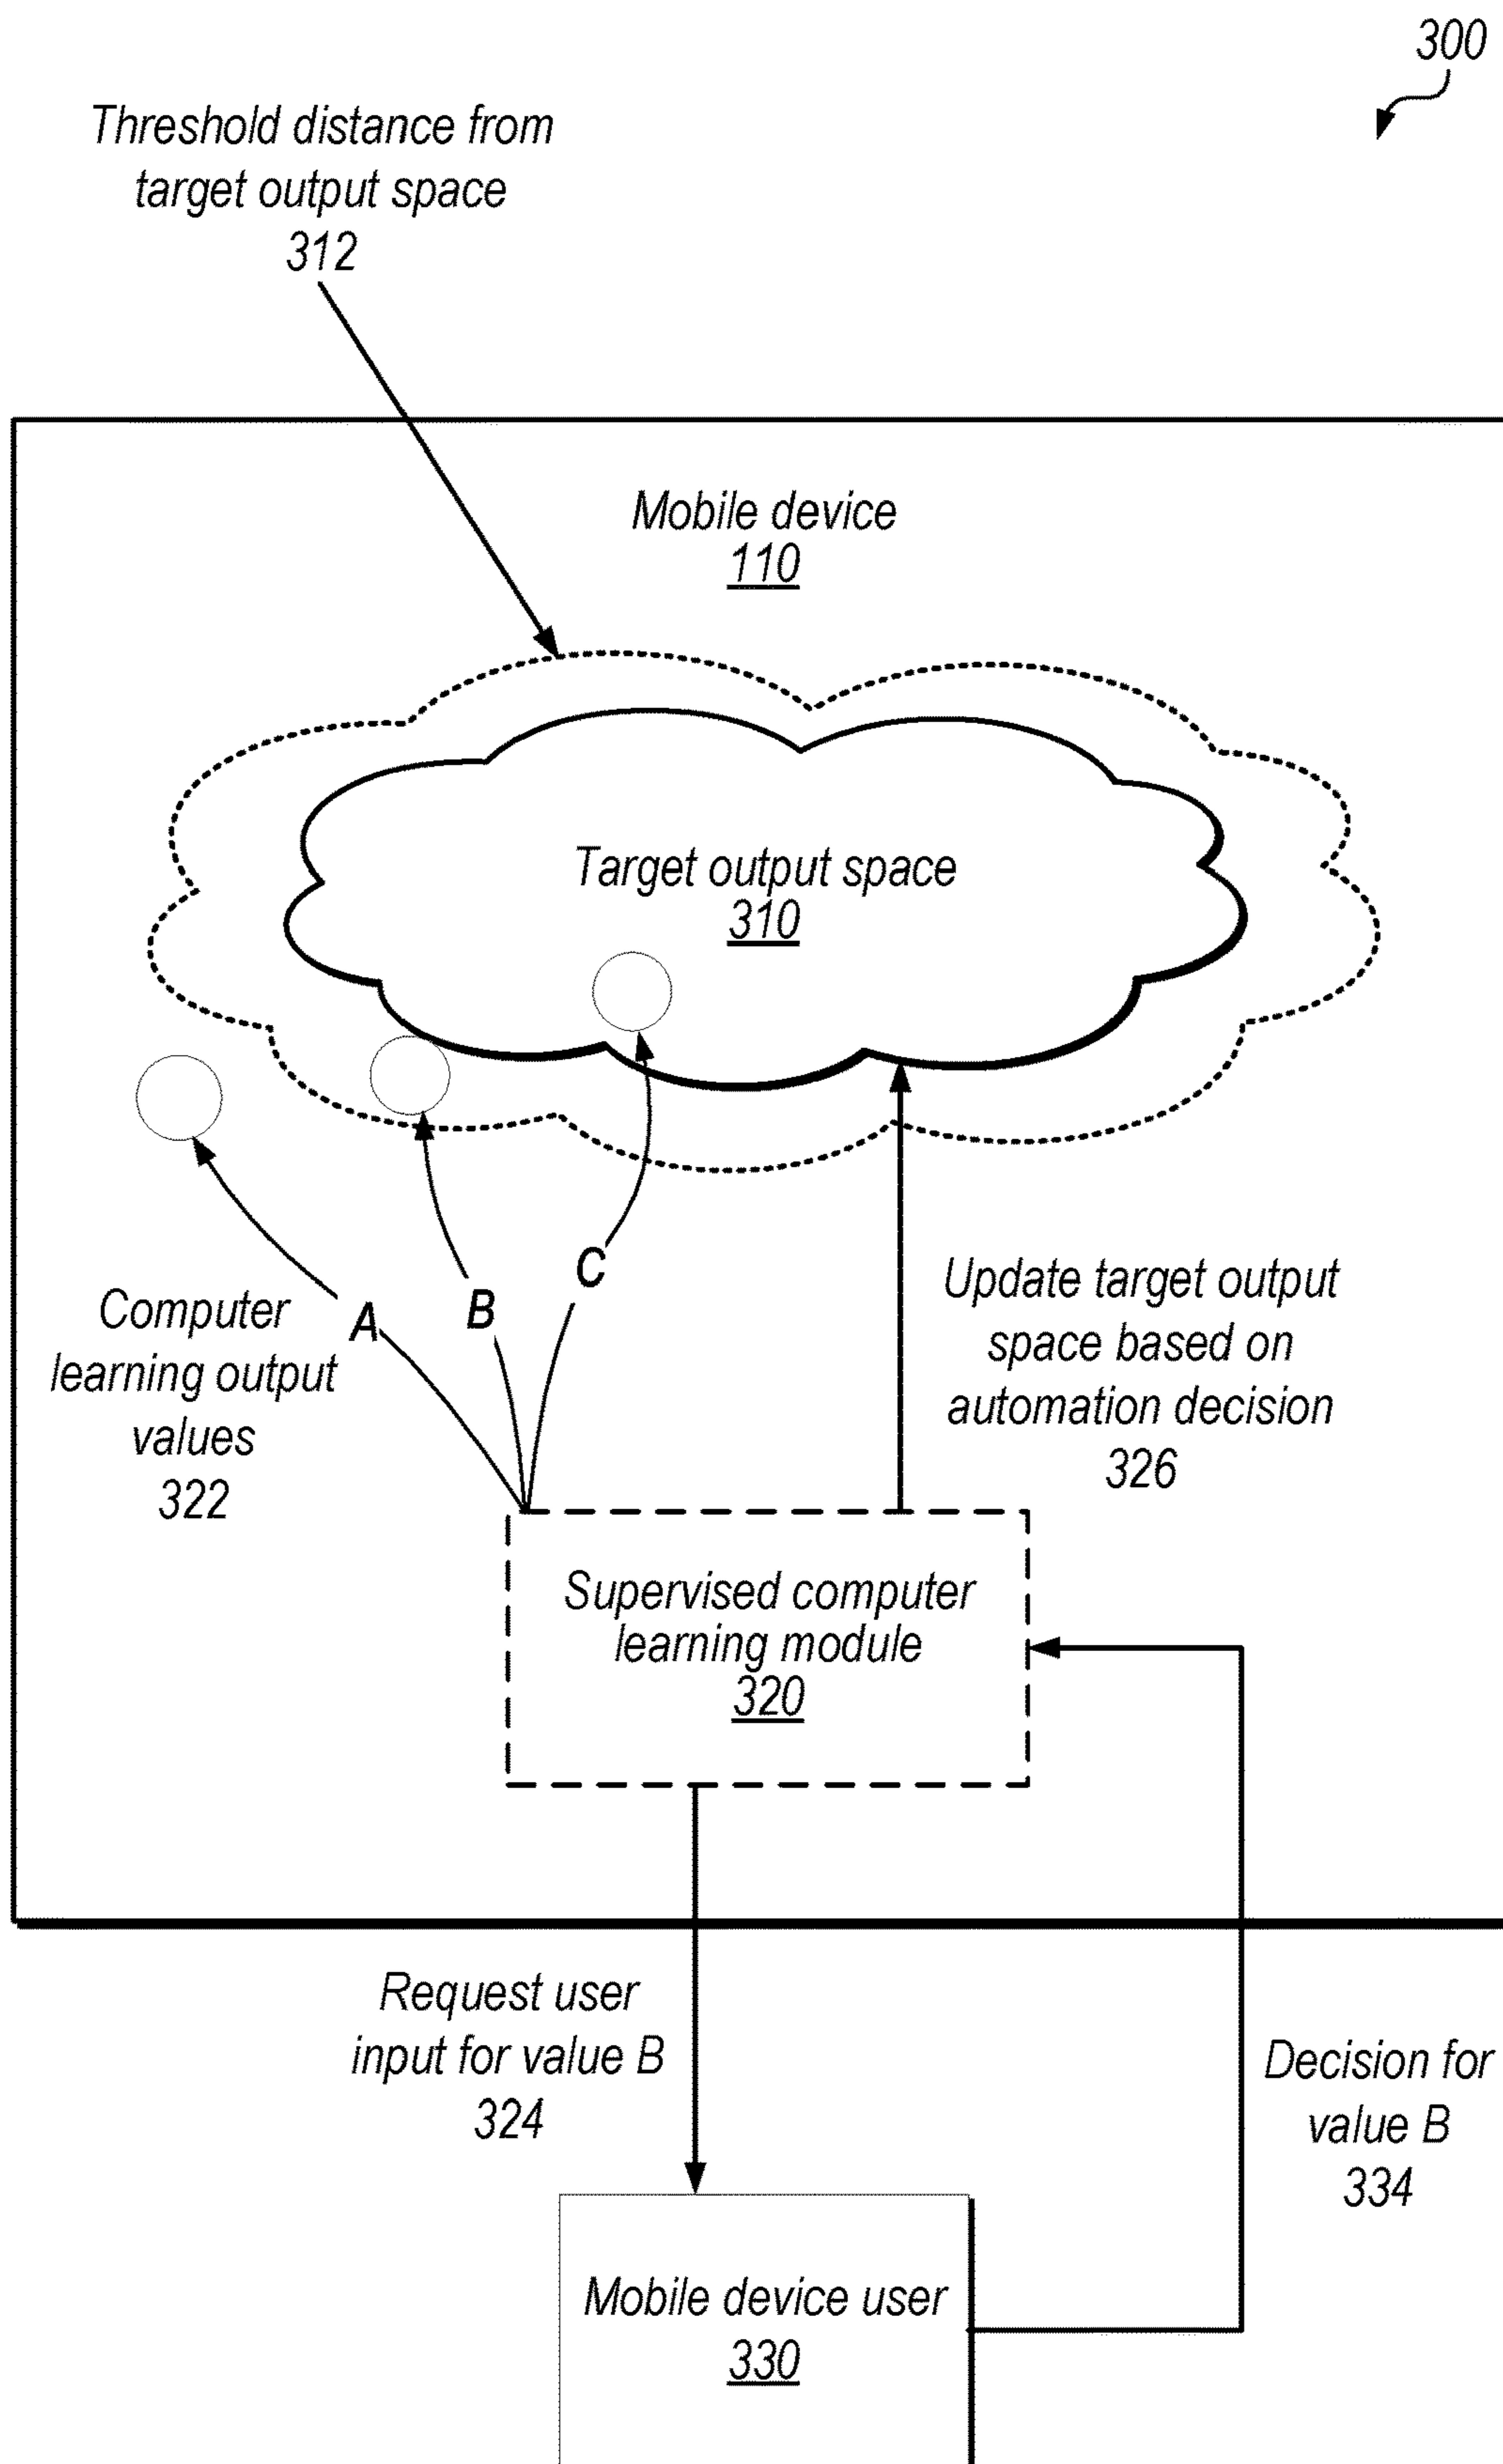 300
Threshold distance from
target output space
312
Mobile device
110
Target output space
310
A
B
C
Computer
learning output
values
322
Update target output
space based on
automation decision
326
Supervised computer
learning module
320
Request user
input for value B
324
Decision for
value B
334
Mobile device user
330